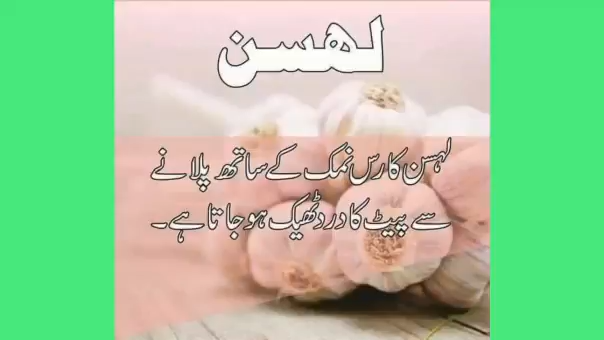 لہسن
لہسن کا رس نمک کے ساتھ پلانے
سے پیٹ کا درد ٹھیک ہو جاتا ہے۔